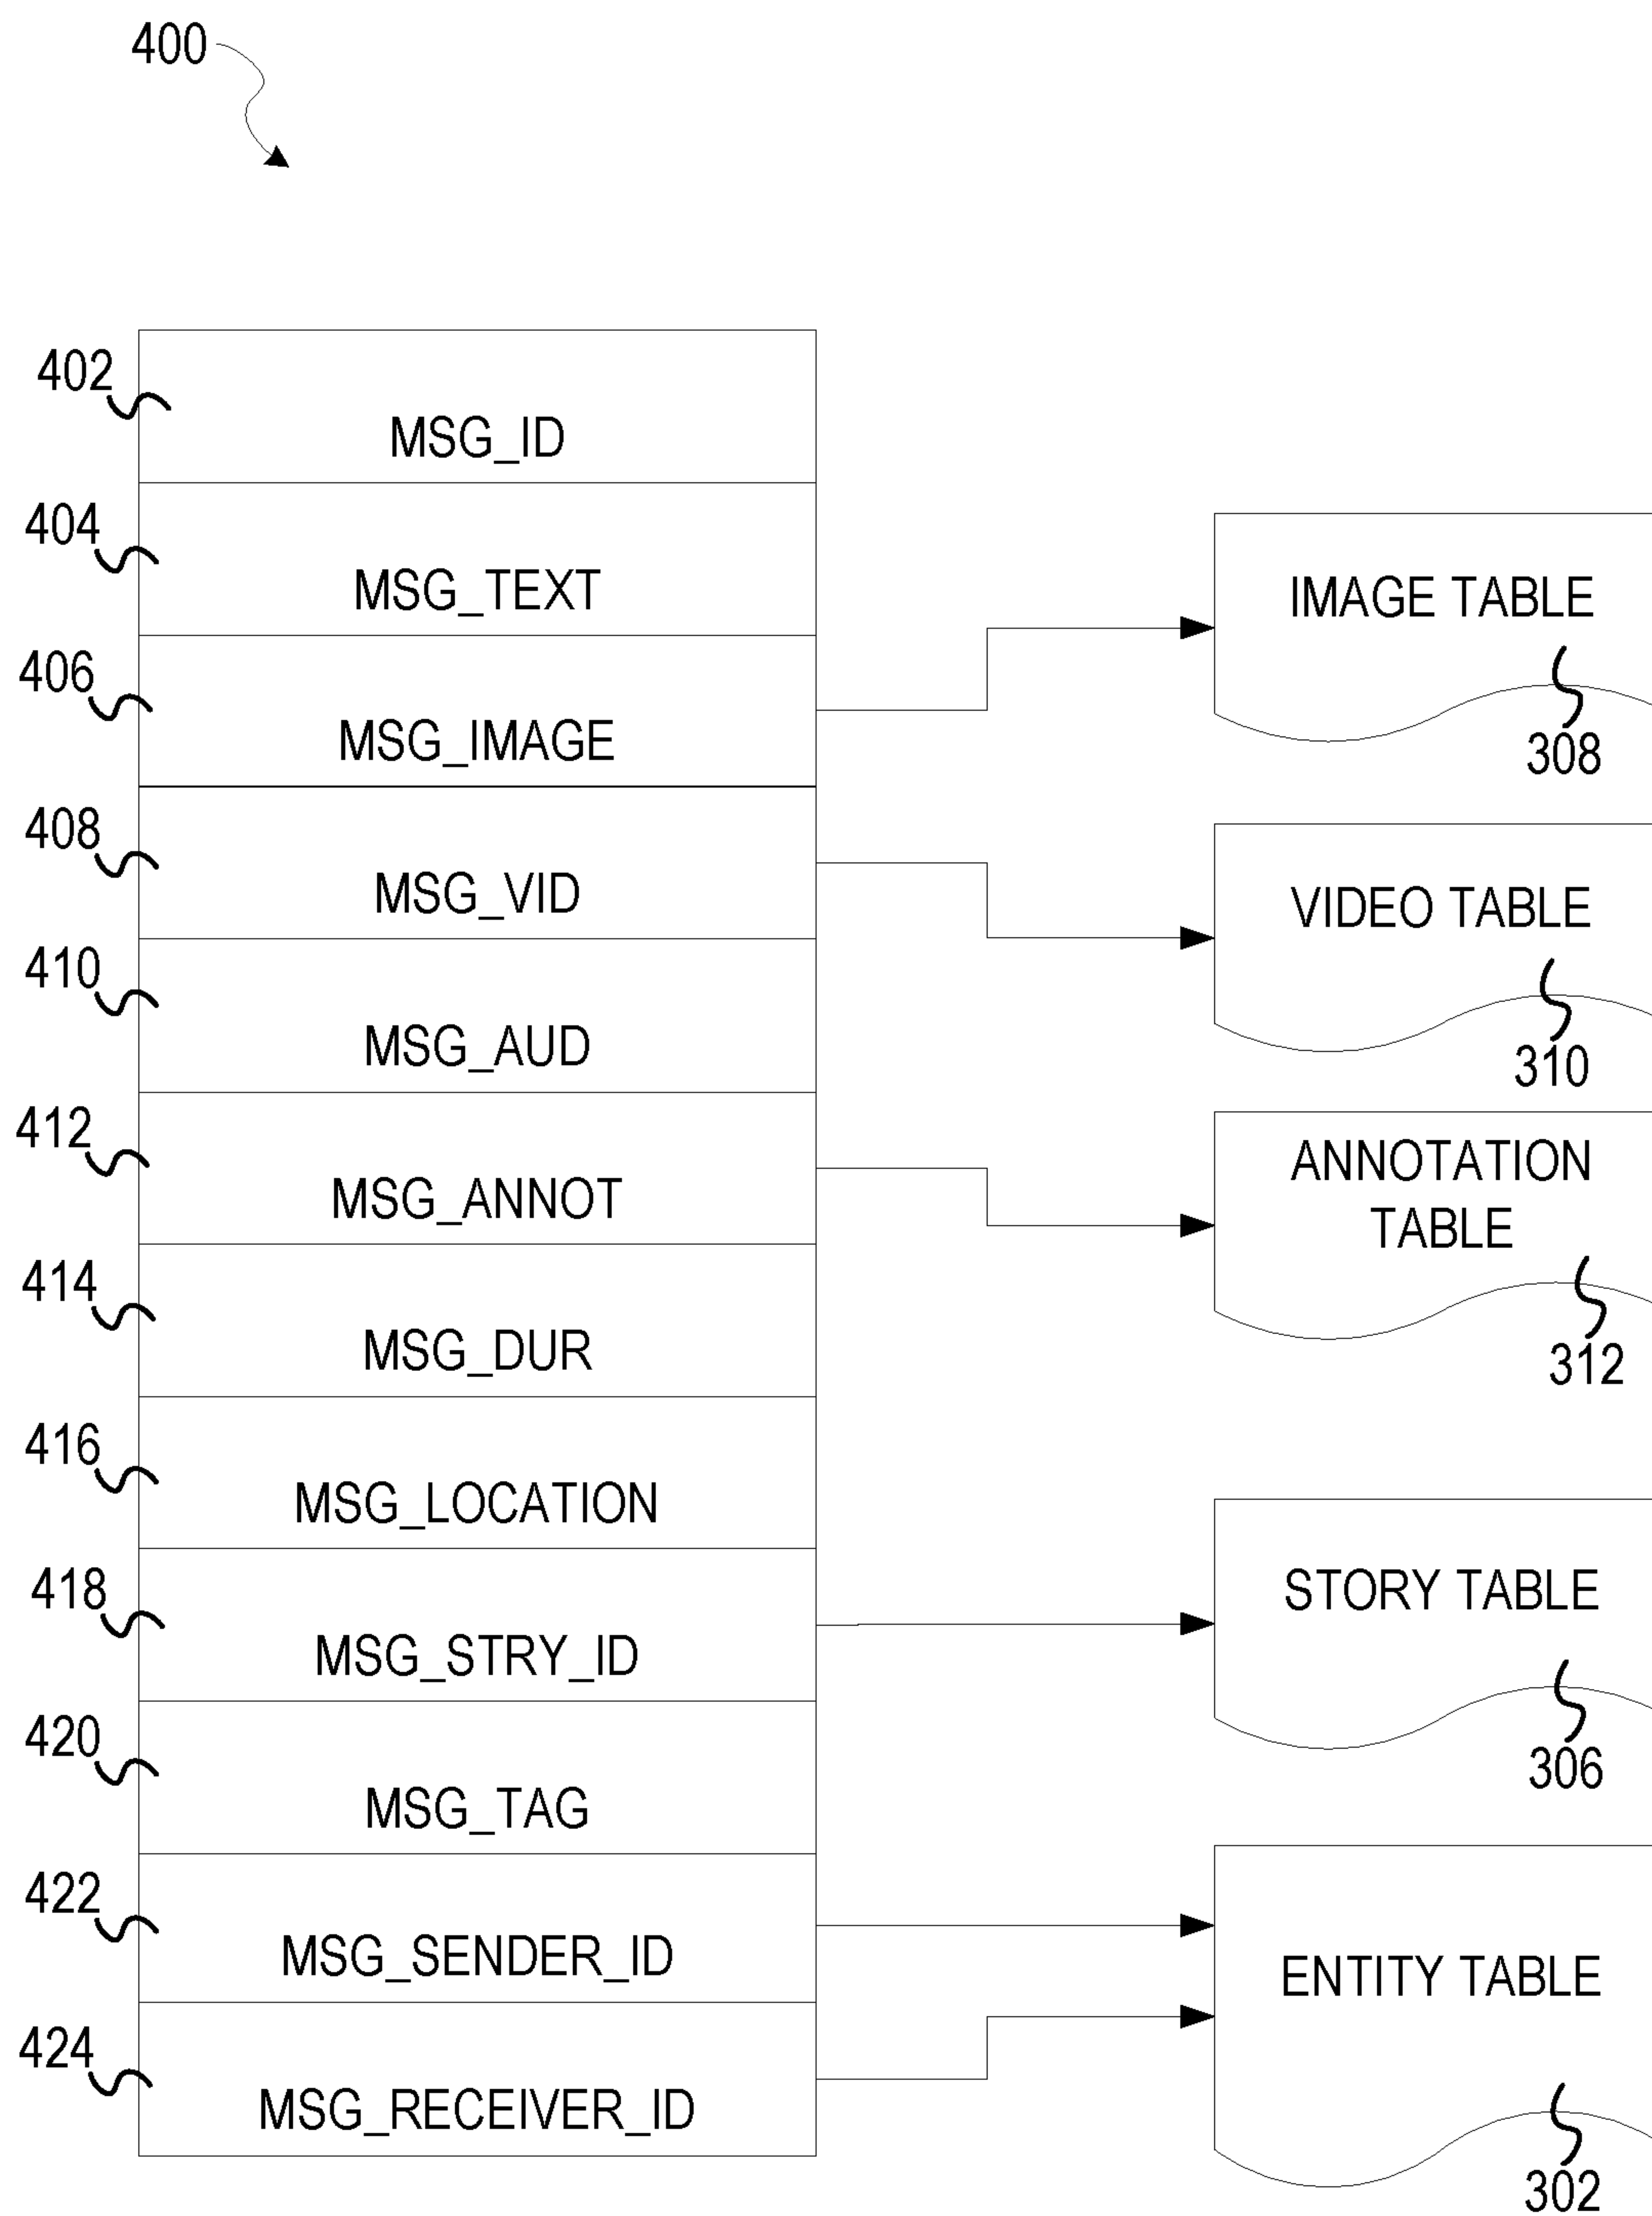 400
402
MSG_ID
404
MSG_TEXT
406
MSG_IMAGE
408
MSG_VID
410
MSG_AUD
412
MSG_ANNOT
414
MSG_DUR
416
MSG_LOCATION
418
MSG_STRY_ID
420
MSG_TAG
422
MSG_SENDER_ID
424
MSG_RECEIVER_ID
IMAGE TABLE
308
VIDEO TABLE
310
ANNOTATION
TABLE
312
STORY TABLE
306
ENTITY TABLE
302